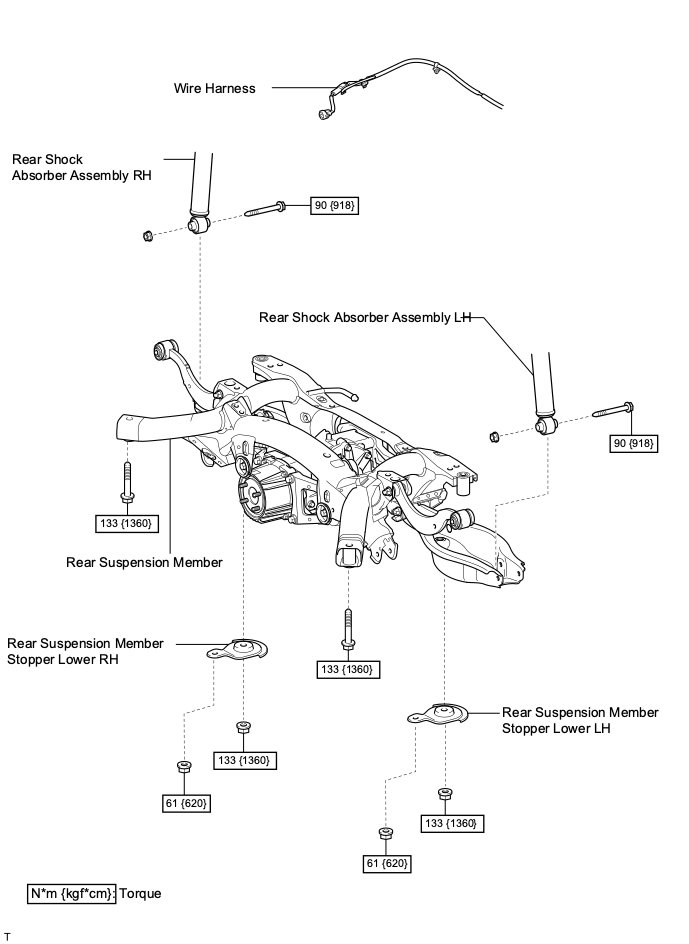 Wire Harness
Rear Shock
Absorber Assembly RH
90 {918}
Rear Shock Absorber Assembly LH
90 {918}
133 {1360}
Rear Suspension Member
Rear Suspension Member
Stopper Lower RH
133 {1360}
Rear Suspension Member
Stopper Lower LH
133 {1360}
61 {620}
133 {1360}
61 {620}
N*m {kgf*cm}: Torque
T